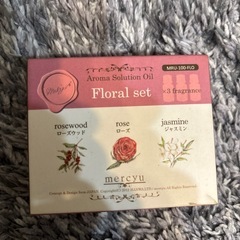 MRU-100-FLO
Aroma Solution Oil
Floral set
×3 fragrance
rosewood
ローズウッド
rose
ローズ
jasmine
ジャスミン
mercyu